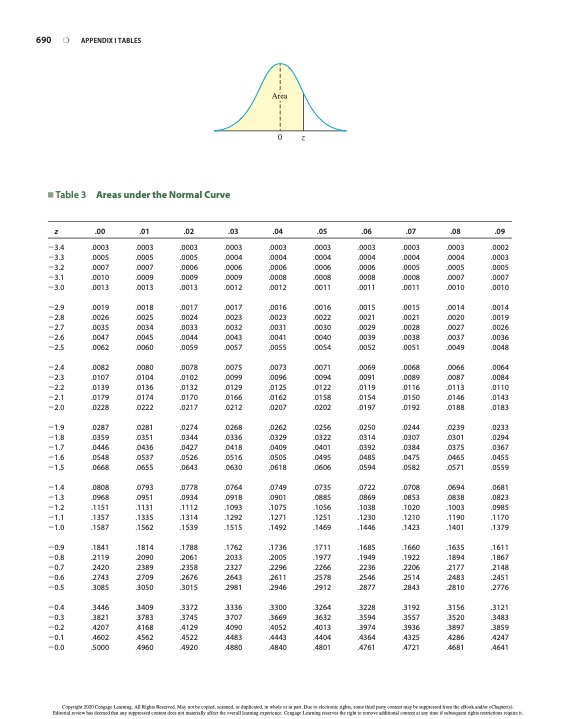 690 ❍ APPENDIX I TABLES
Area
0 z
■ Table 3 Areas under the Normal Curve
z .00 .01 .02 .03 .04 .05 .06 .07 .08 .09
−3.4 .0003 .0003 .0003 .0003 .0003 .0003 .0003 .0003 .0003 .0002
−3.3 .0005 .0005 .0005 .0004 .0004 .0004 .0004 .0004 .0004 .0003
−3.2 .0007 .0007 .0006 .0006 .0006 .0006 .0006 .0005 .0005 .0005
−3.1 .0010 .0009 .0009 .0009 .0008 .0008 .0008 .0008 .0007 .0007
−3.0 .0013 .0013 .0013 .0012 .0012 .0011 .0011 .0011 .0010 .0010
−2.9 .0019 .0018 .0017 .0017 .0016 .0016 .0015 .0015 .0014 .0014
−2.8 .0026 .0025 .0024 .0023 .0023 .0022 .0021 .0021 .0020 .0019
−2.7 .0035 .0034 .0033 .0032 .0031 .0030 .0029 .0028 .0027 .0026
−2.6 .0047 .0045 .0044 .0043 .0041 .0040 .0039 .0038 .0037 .0036
−2.5 .0062 .0060 .0059 .0057 .0055 .0054 .0052 .0051 .0049 .0048
−2.4 .0082 .0080 .0078 .0075 .0073 .0071 .0069 .0068 .0066 .0064
−2.3 .0107 .0104 .0102 .0099 .0096 .0094 .0091 .0089 .0087 .0084
−2.2 .0139 .0136 .0132 .0129 .0125 .0122 .0119 .0116 .0113 .0110
−2.1 .0179 .0174 .0170 .0166 .0162 .0158 .0154 .0150 .0146 .0143
−2.0 .0228 .0222 .0217 .0212 .0207 .0202 .0197 .0192 .0188 .0183
−1.9 .0287 .0281 .0274 .0268 .0262 .0256 .0250 .0244 .0239 .0233
−1.8 .0359 .0351 .0344 .0336 .0329 .0322 .0314 .0307 .0301 .0294
−1.7 .0446 .0436 .0427 .0418 .0409 .0401 .0392 .0384 .0375 .0367
−1.6 .0548 .0537 .0526 .0516 .0505 .0495 .0485 .0475 .0465 .0455
−1.5 .0668 .0655 .0643 .0630 .0618 .0606 .0594 .0582 .0571 .0559
−1.4 .0808 .0793 .0778 .0764 .0749 .0735 .0722 .0708 .0694 .0681
−1.3 .0968 .0951 .0934 .0918 .0901 .0885 .0869 .0853 .0838 .0823
−1.2 .1151 .1131 .1112 .1093 .1075 .1056 .1038 .1020 .1003 .0985
−1.1 .1357 .1335 .1314 .1292 .1271 .1251 .1230 .1210 .1190 .1170
−1.0 .1587 .1562 .1539 .1515 .1492 .1469 .1446 .1423 .1401 .1379
−0.9 .1841 .1814 .1788 .1762 .1736 .1711 .1685 .1660 .1635 .1611
−0.8 .2119 .2090 .2061 .2033 .2005 .1977 .1949 .1922 .1894 .1867
−0.7 .2420 .2389 .2358 .2327 .2296 .2266 .2236 .2206 .2177 .2148
−0.6 .2743 .2709 .2676 .2643 .2611 .2578 .2546 .2514 .2483 .2451
−0.5 .3085 .3050 .3015 .2981 .2946 .2912 .2877 .2843 .2810 .2776
−0.4 .3446 .3409 .3372 .3336 .3300 .3264 .3228 .3192 .3156 .3121
−0.3 .3821 .3783 .3745 .3707 .3669 .3632 .3594 .3557 .3520 .3483
−0.2 .4207 .4168 .4129 .4090 .4052 .4013 .3974 .3936 .3897 .3859
−0.1 .4602 .4562 .4522 .4483 .4443 .4404 .4364 .4325 .4286 .4247
−0.0 .5000 .4960 .4920 .4880 .4840 .4801 .4761 .4721 .4681 .4641
Copyright 2020 Cengage Learning. All Rights Reserved. May not be copied, scanned, or duplicated, in whole or in part. Due to electronic rights, some third party content may be suppressed from the eBook and/or eChapter(s).
Editorial review has deemed that any suppressed content does not materially affect the overall learning experience. Cengage Learning reserves the right to remove additional content at any time if subsequent rights restrictions require it.